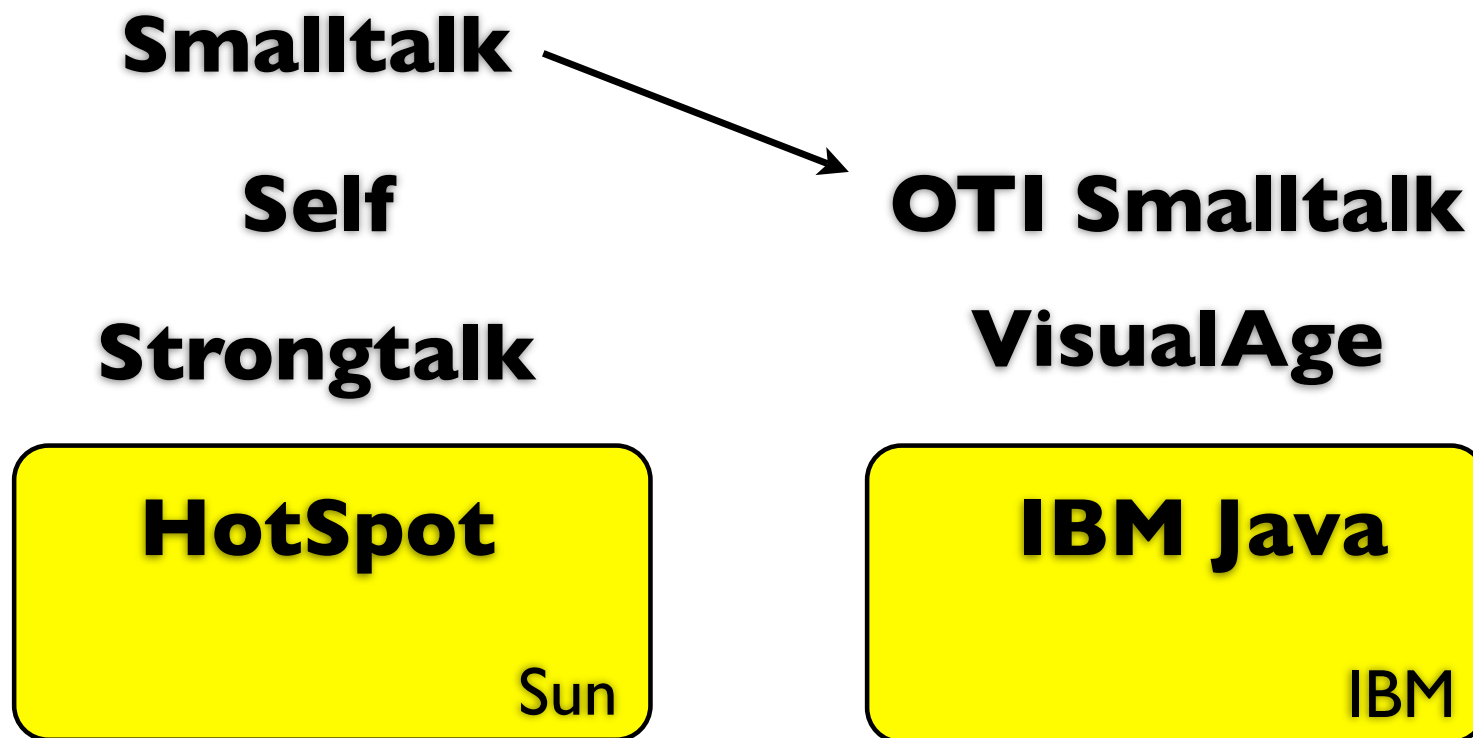 Smalltalk
Self
Strongtalk
HotSpot
Sun
OTI Smalltalk
VisualAge
IBM Java
IBM